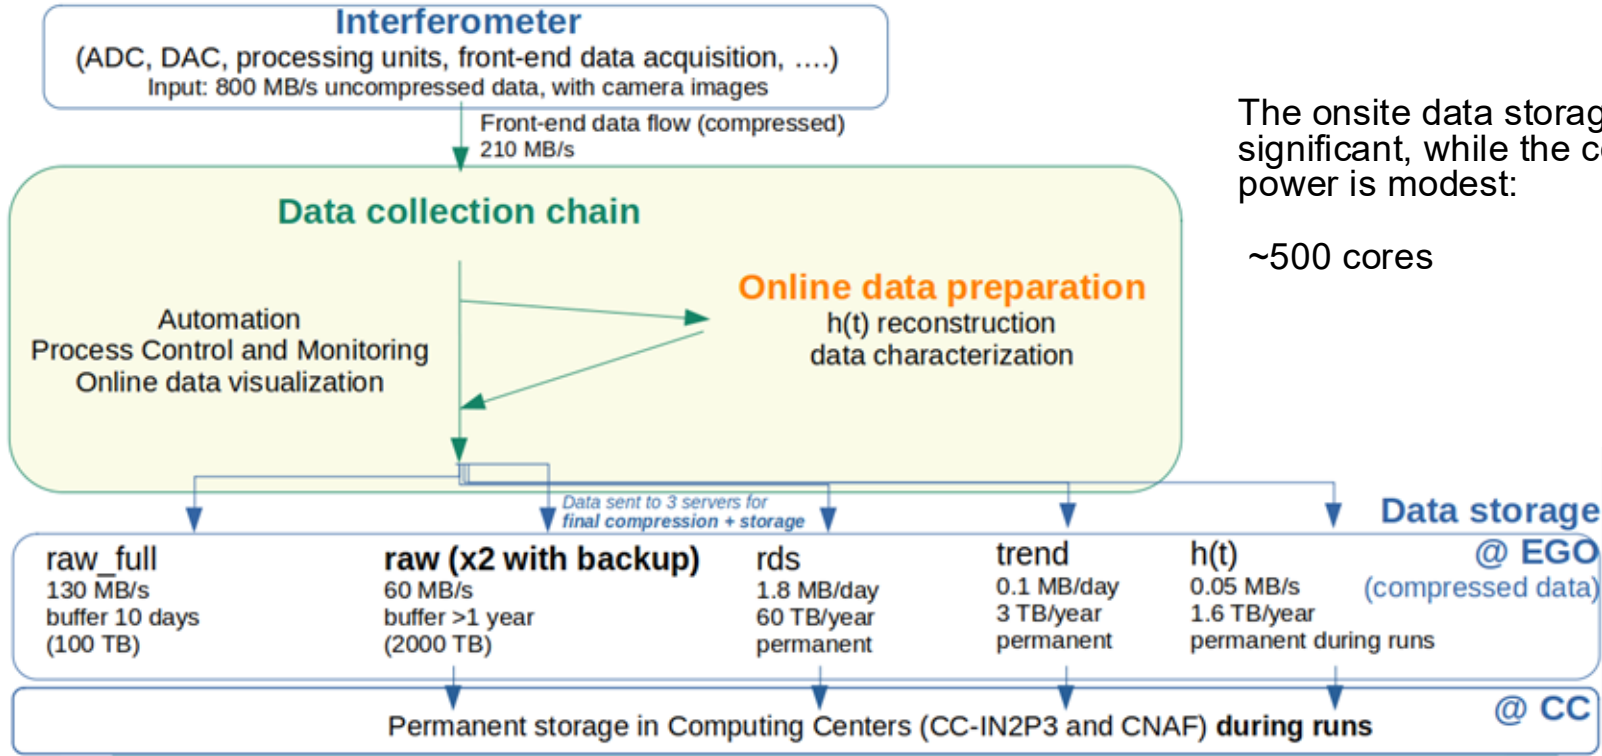 Interferometer
(ADC, DAC, processing units, front-end data acquisition, ....)
Input: 800 MB/s uncompressed data, with camera images
Front-end data flow (compressed)
210 MB/s
The onsite data storag
significant, while the c
power is modest:
~500 cores
Data collection chain
Automation
Process Control and Monitoring
Online data visualization
Online data preparation
h(t) reconstruction
data characterization
Data sent to 3 servers for
final compression + storage
Data storage
@ EGO
(compressed data)
raw_full
130 MB/s
buffer 10 days
(100 TB)
raw (x2 with backup)
60 MB/s
buffer >1 year
(2000 TB)
rds
1.8 MB/day
60 TB/year
permanent
trend
0.1 MB/day
3 TB/year
permanent
h(t)
0.05 MB/s
1.6 TB/year
permanent during runs
@ CC
Permanent storage in Computing Centers (CC-IN2P3 and CNAF) during runs